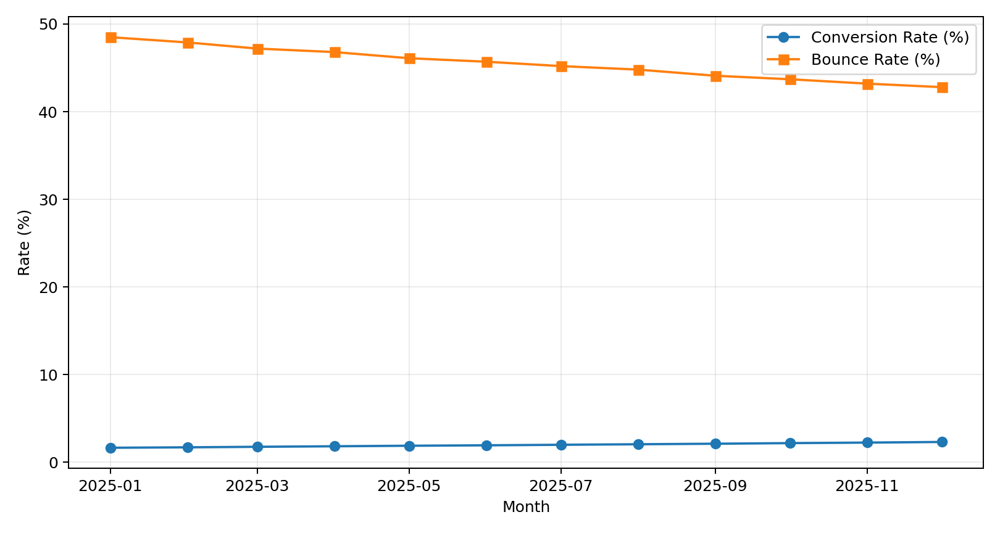 50
40
30
20
10
0
Rate (%)
Conversion Rate (%)
Bounce Rate (%)
2025-01 2025-03 2025-05 2025-07 2025-09 2025-11
Month